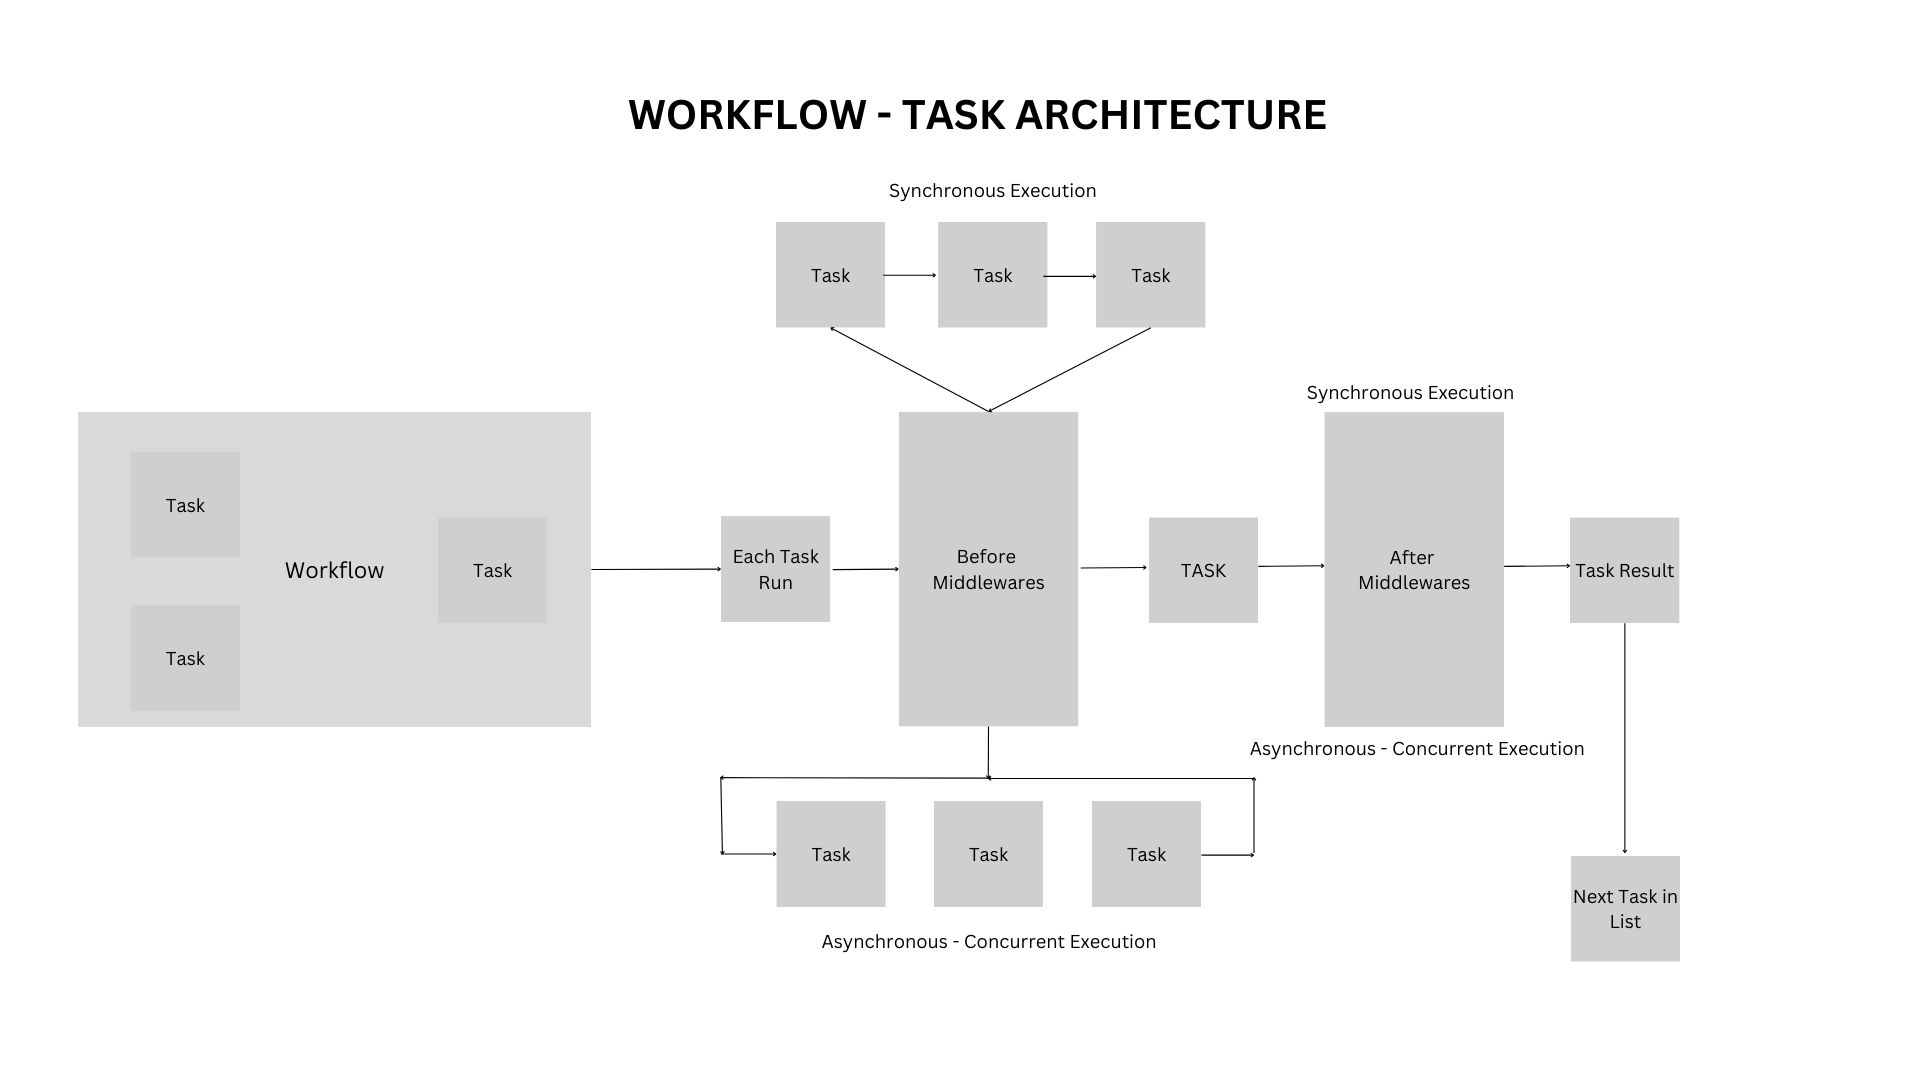 WORKFLOW - TASK ARCHITECTURE
Synchronous Execution
Task
Task
Task
Synchronous Execution
Task
Workflow
Task
Task
Each Task
Run
Before
Middlewares
TASK
After
Middlewares
Task Result
Asynchronous - Concurrent Execution
Task
Task
Task
Next Task in
List
Asynchronous - Concurrent Execution